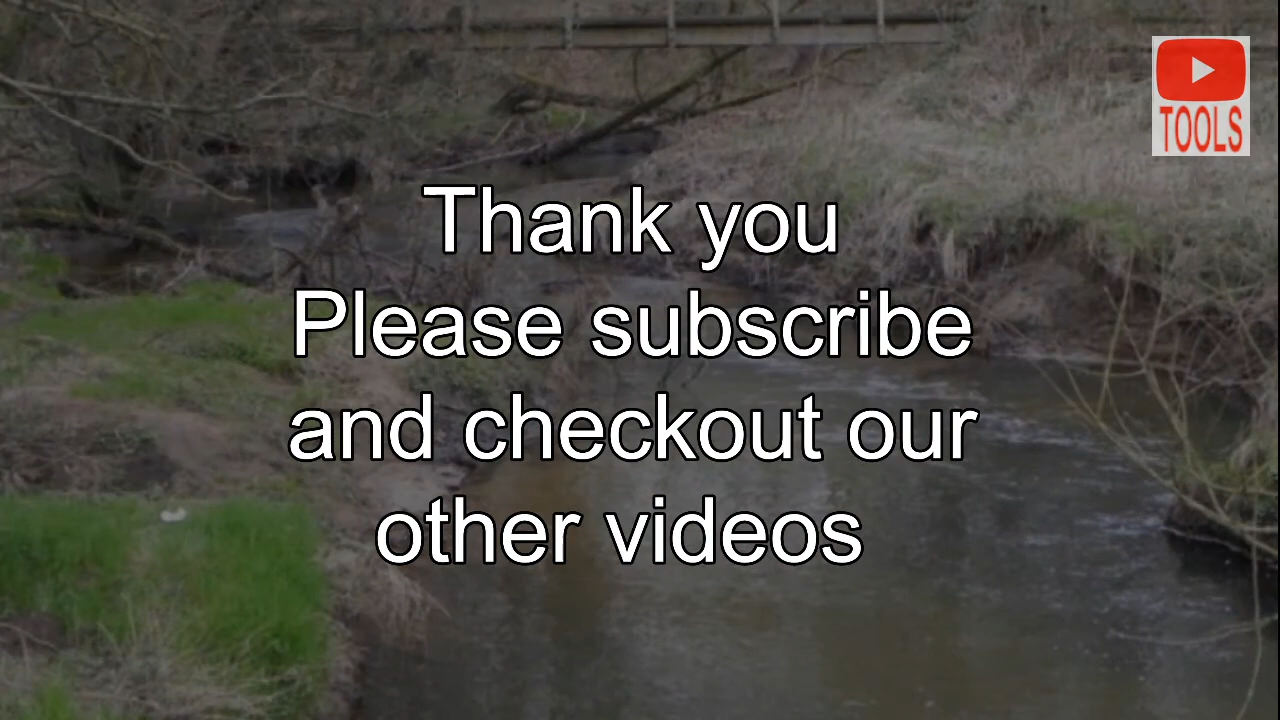 TOOLS
Thank you
Please subscribe
and checkout our
other videos